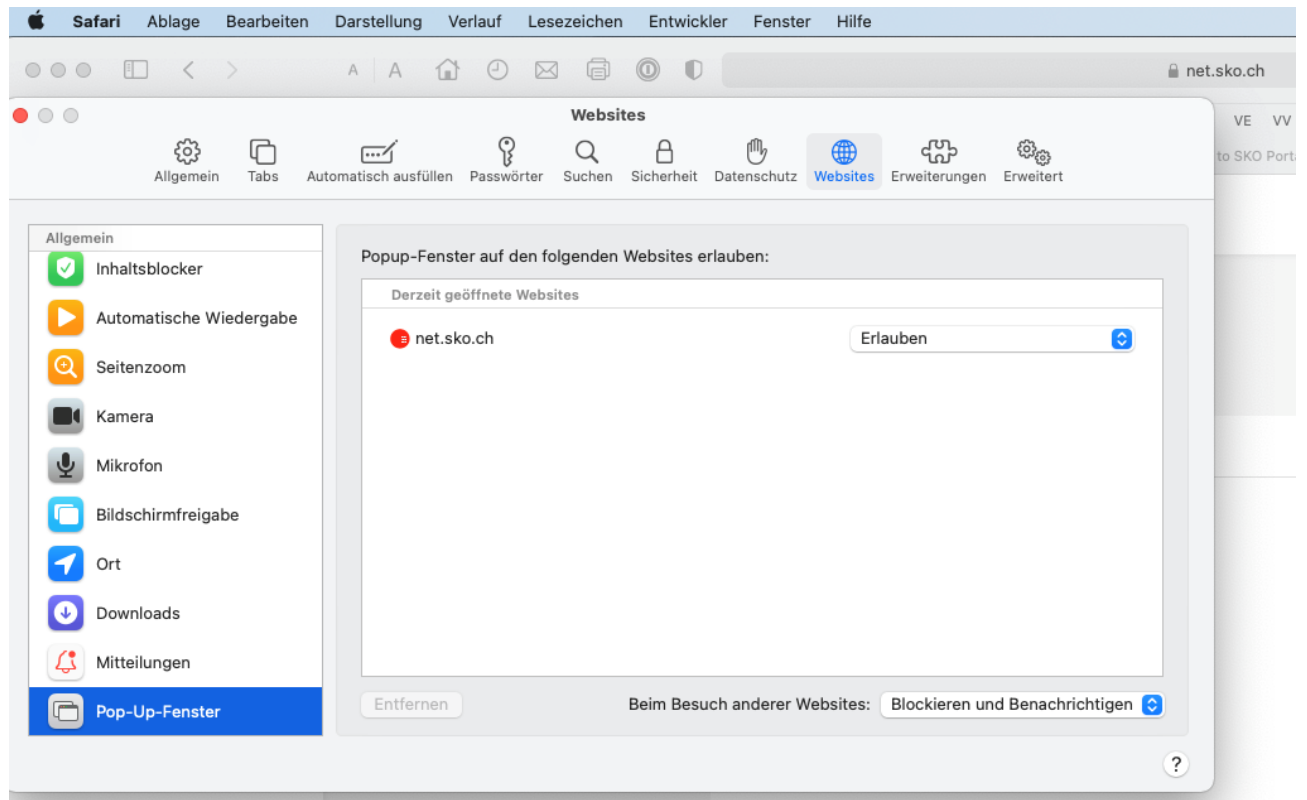 Safari Ablage Bearbeiten Darstellung Verlauf Lesezeichen Entwickler Fenster Hilfe
A A net.sko.ch
Websites
VE VV
Allgemein Tabs Automatisch ausfüllen Passwörter Suchen Sicherheit Datenschutz Websites Erweiterungen Erweitert
to SKO Porta
Allgemein
Inhaltsblocker
Automatische Wiedergabe
Seitenzoom
Kamera
Mikrofon
Bildschirmfreigabe
Ort
Downloads
Mitteilungen
Pop-Up-Fenster
Popup-Fenster auf den folgenden Websites erlauben:
Derzeit geöffnete Websites
net.sko.ch Erlauben
Entfernen Beim Besuch anderer Websites: Blockieren und Benachrichtigen
?